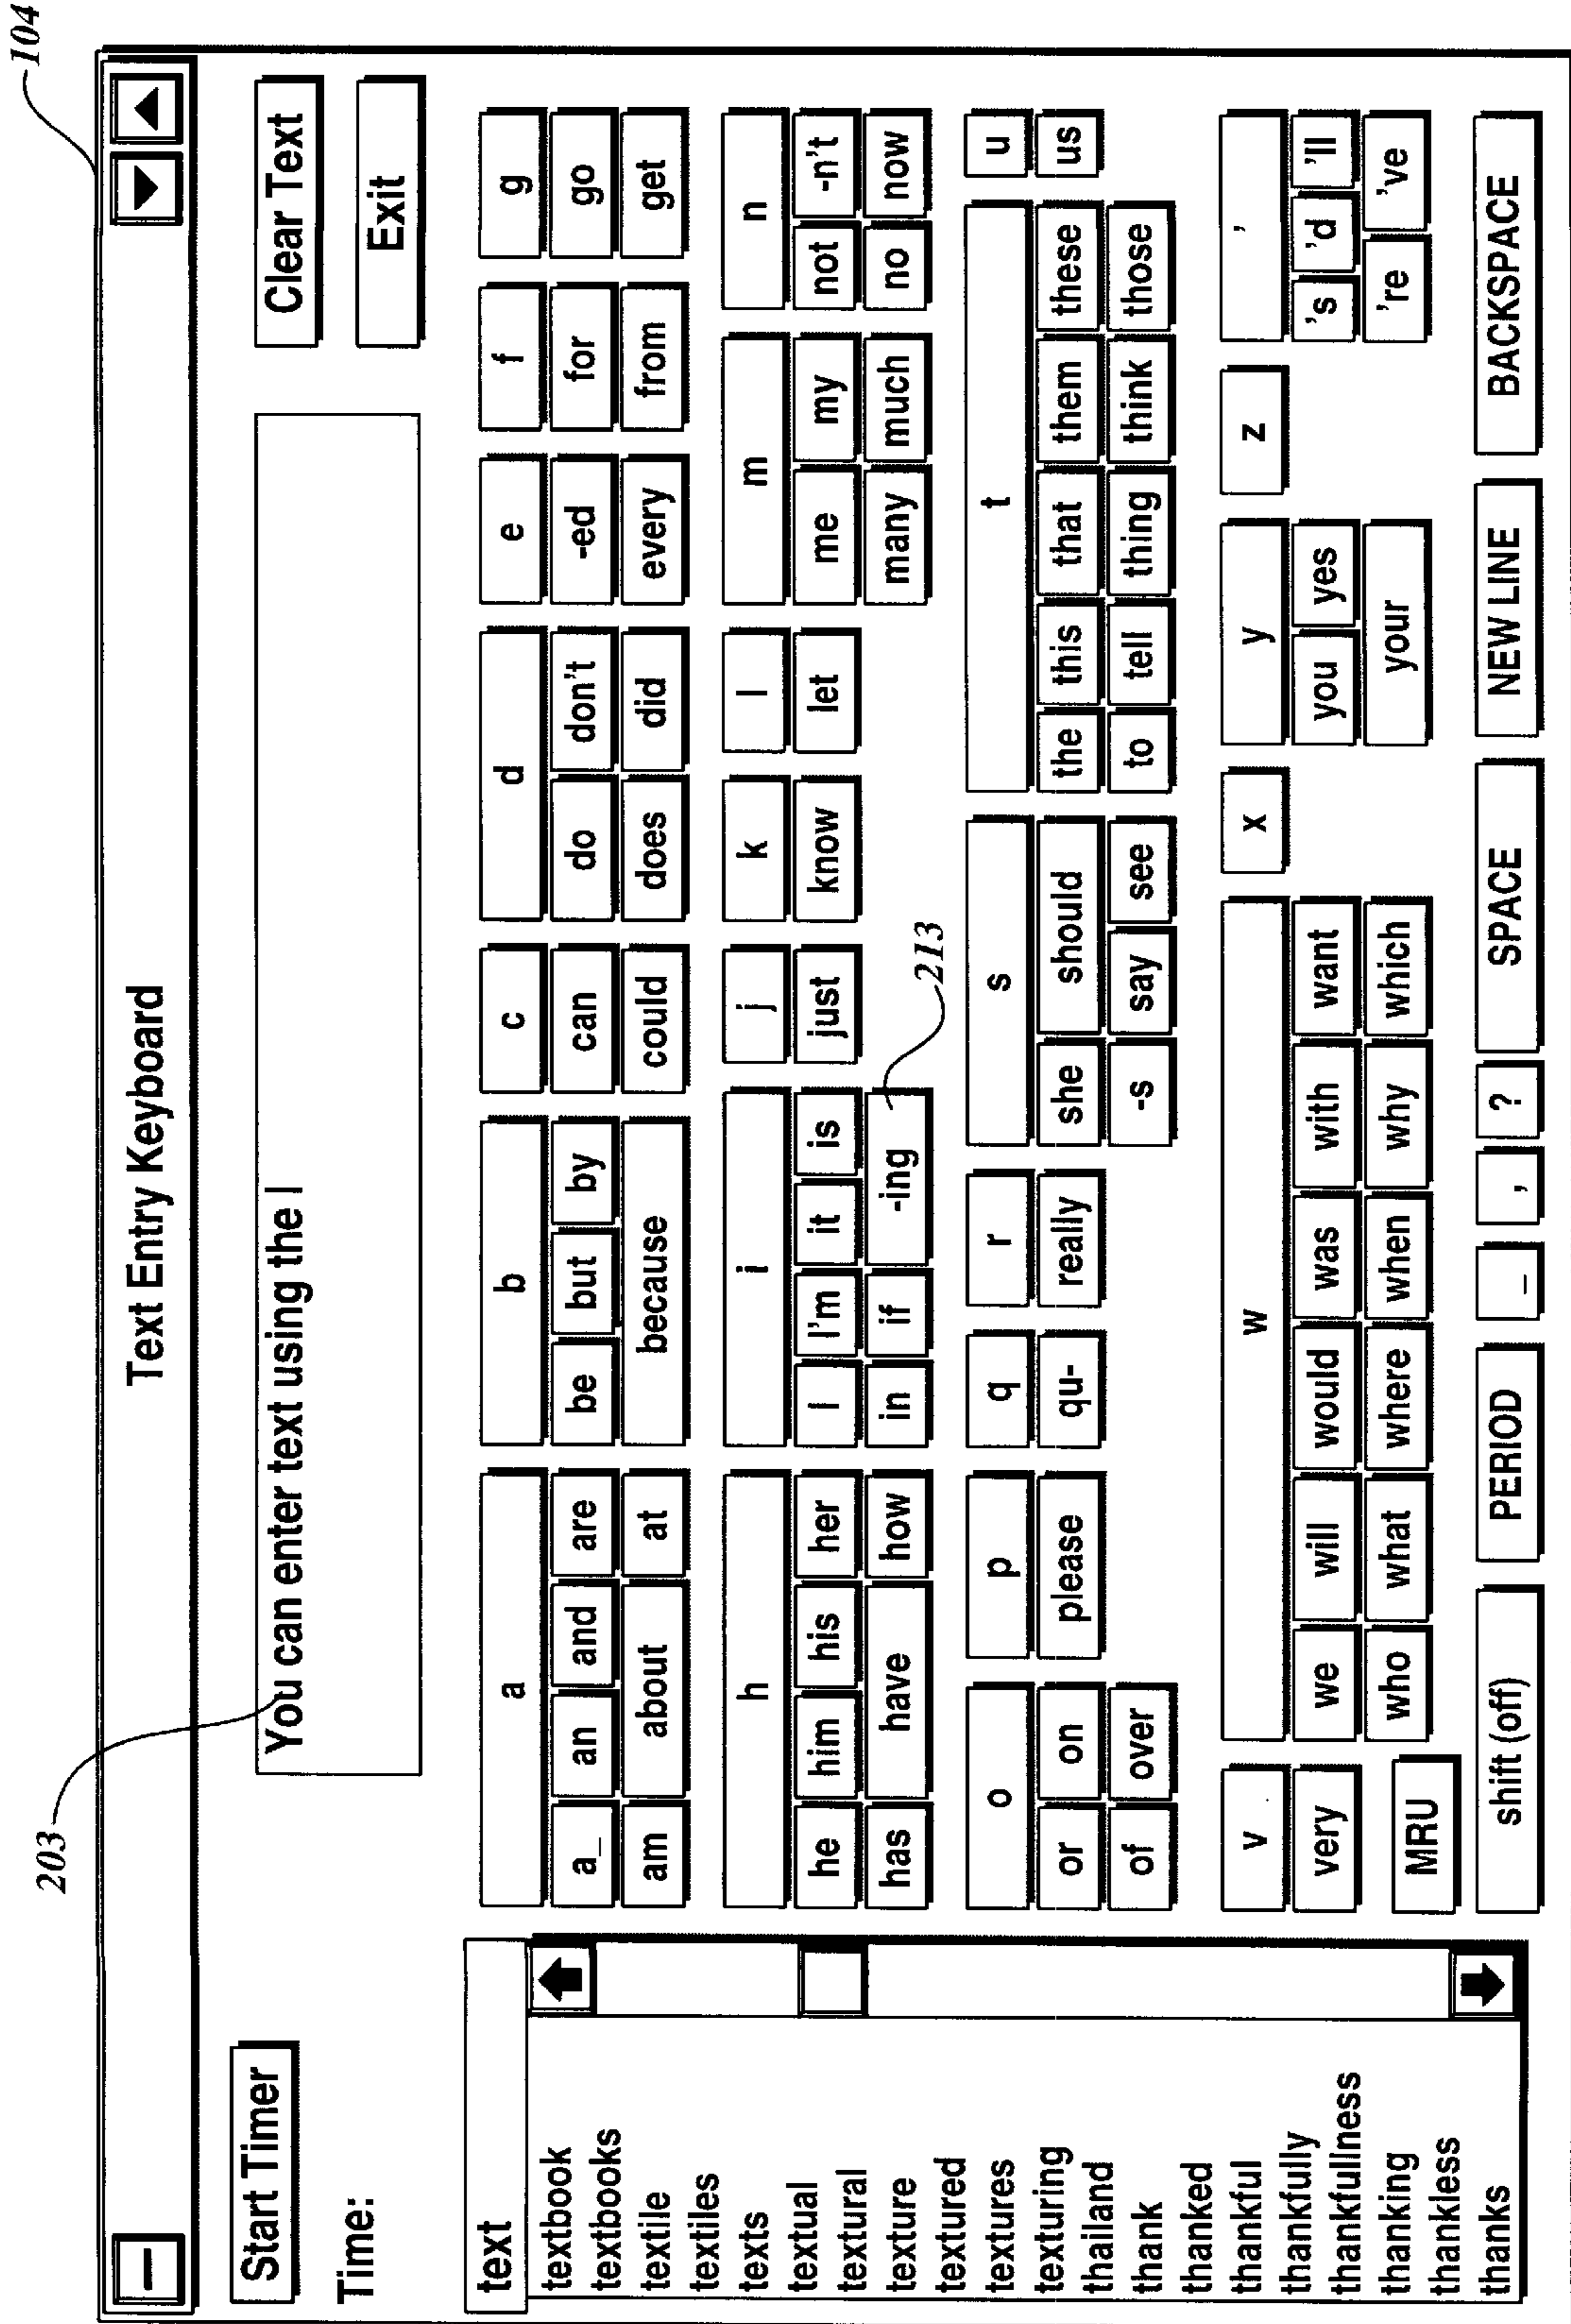 104
Text Entry Keyboard
203
Start Timer
Time:
You can enter text using the
Clear Text
Exit
text
textbook
textbooks
textile
textiles
texts
textual
textural
texture
textured
textures
texturing
thailand
thank
thanked
thankful
thankfully
thankfullness
thanking
thankless
thanks
a b c d e f g
a_ an and are be but by can do don't -ed for go
am about at because could does did every from get
h i j k l m n
he him his her I I'm it is just know let me my not -n't
has have how in if -ing many much no now
213
o p q r s t u
or on please qu- really she should the this that them these us
of over -s say see to tell thing think those
v w x y z '
very we will would was with want you yes 's 'd 'll
who what where when why which your 're 've
MRU
shift (off) PERIOD _ , ? SPACE NEW LINE BACKSPACE